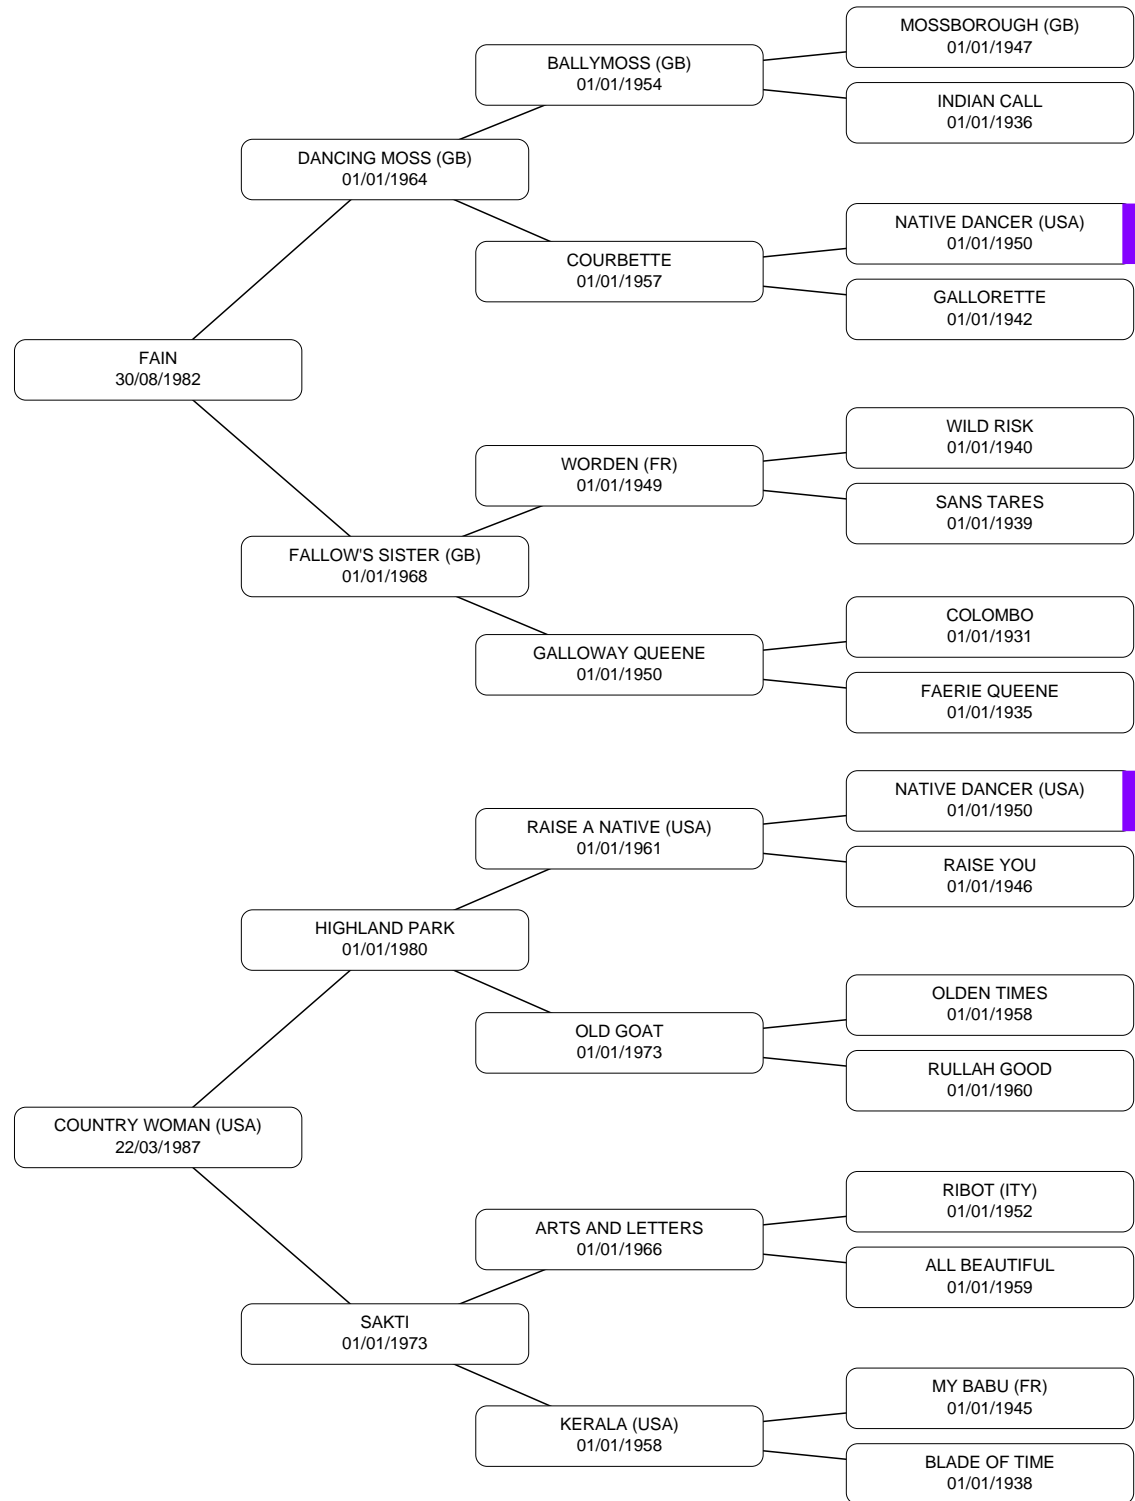 MOSSBOROUGH (GB)
01/01/1947
BALLYMOSS (GB)
01/01/1954
INDIAN CALL
01/01/1936
DANCING MOSS (GB)
01/01/1964
NATIVE DANCER (USA)
01/01/1950
COURBETTE
01/01/1957
GALLORETTE
01/01/1942
FAIN
30/08/1982
WILD RISK
01/01/1940
WORDEN (FR)
01/01/1949
SANS TARES
01/01/1939
FALLOW'S SISTER (GB)
01/01/1968
COLOMBO
01/01/1931
GALLOWAY QUEENE
01/01/1950
FAERIE QUEENE
01/01/1935
NATIVE DANCER (USA)
01/01/1950
RAISE A NATIVE (USA)
01/01/1961
RAISE YOU
01/01/1946
HIGHLAND PARK
01/01/1980
OLDEN TIMES
01/01/1958
OLD GOAT
01/01/1973
RULLAH GOOD
01/01/1960
COUNTRY WOMAN (USA)
22/03/1987
RIBOT (ITY)
01/01/1952
ARTS AND LETTERS
01/01/1966
ALL BEAUTIFUL
01/01/1959
SAKTI
01/01/1973
MY BABU (FR)
01/01/1945
KERALA (USA)
01/01/1958
BLADE OF TIME
01/01/1938